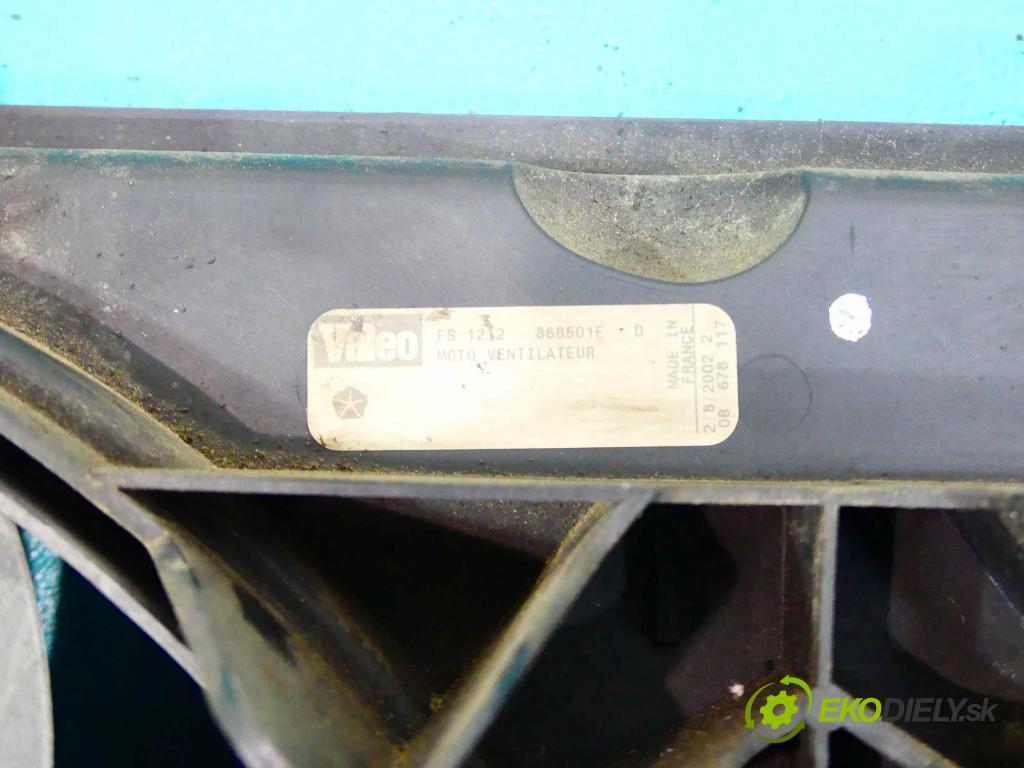 Valeo
FS 1212 868501E D
MOTO VENTILATEUR
MADE IN
FRANCE
2/8/2002 2
08 678 117
EKODIELY.sk